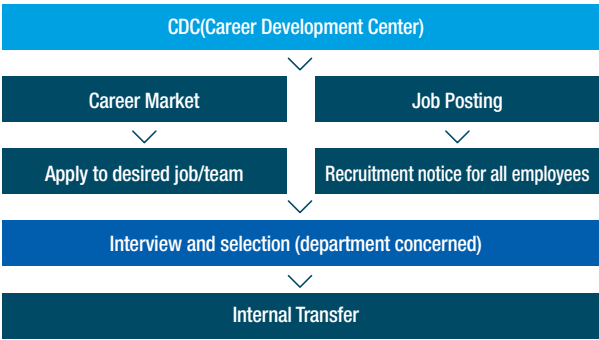 CDC(Career Development Center)
Career Market
Job Posting
Apply to desired job/team
Recruitment notice for all employees
Interview and selection (department concerned)
Internal Transfer